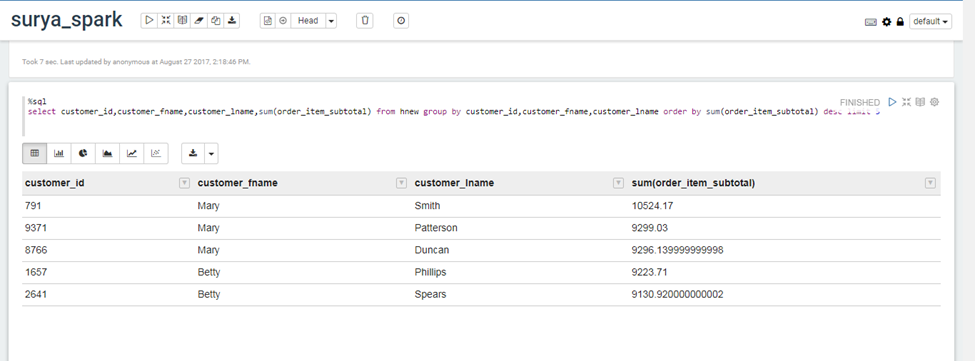 surya_spark
Head
default
Took 7 sec. Last updated by anonymous at August 27 2017, 2:18:46 PM.
%sql
FINISHED
select customer_id,customer_fname,customer_lname,sum(order_item_subtotal) from hnew group by customer_id,customer_fname,customer_lname order by sum(order_item_subtotal) desc limit 5
customer_id customer_fname customer_lname sum(order_item_subtotal)
791 Mary Smith 10524.17
9371 Mary Patterson 9299.03
8766 Mary Duncan 9296.139999999998
1657 Betty Phillips 9223.71
2641 Betty Spears 9130.920000000002